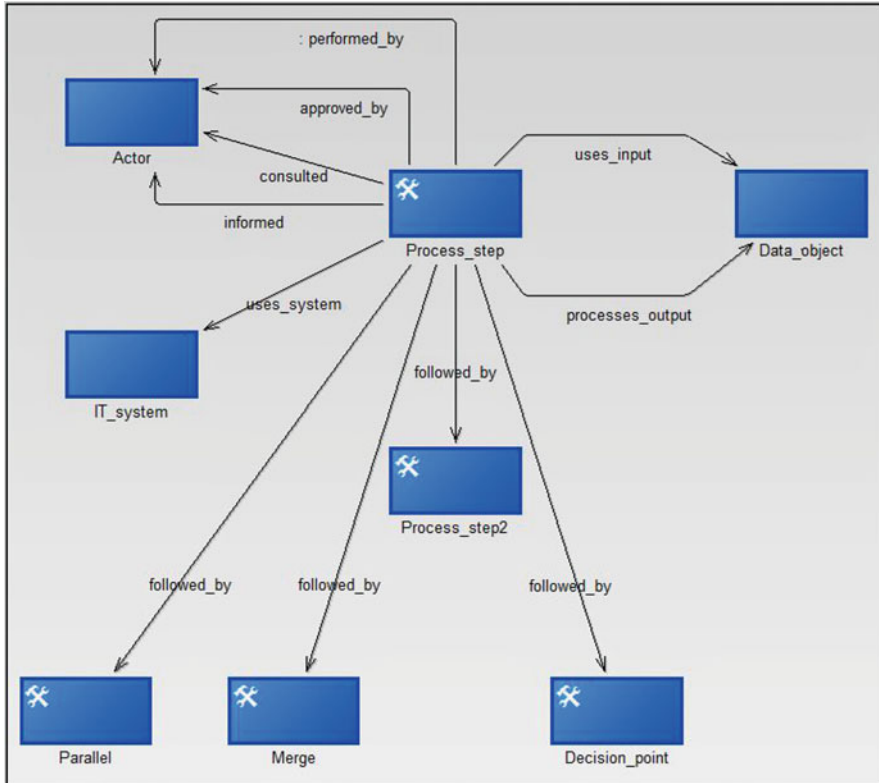 : performed_by
approved_by
Actor
consulted
uses_input
informed
Process_step
Data_object
uses_system
processes_output
followed_by
IT_system
Process_step2
followed_by
followed_by
followed_by
Parallel
Merge
Decision_point